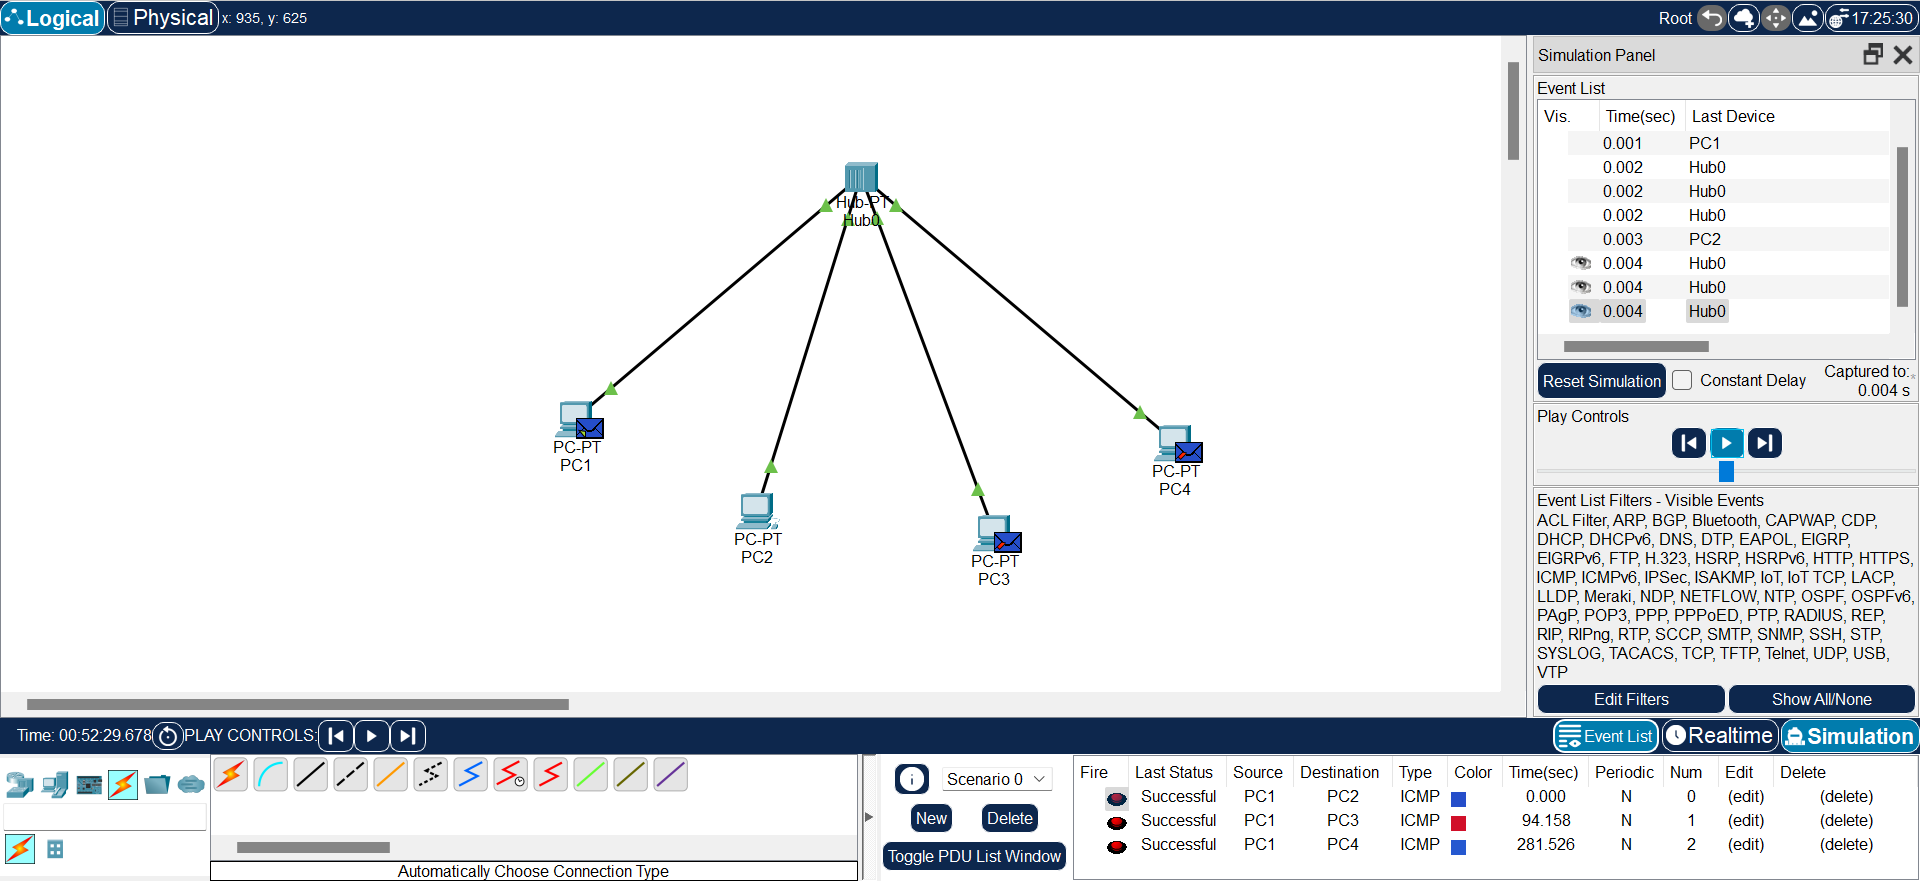 Logical Physical x: 935, y: 625 Root 17:25:30
Hub-PT
Hub0
PC-PT
PC1
PC-PT
PC2
PC-PT
PC3
PC-PT
PC4
Simulation Panel
Event List
Vis. Time(sec) Last Device
0.001 PC1
0.002 Hub0
0.002 Hub0
0.002 Hub0
0.003 PC2
0.004 Hub0
0.004 Hub0
0.004 Hub0
Reset Simulation Constant Delay Captured to:*
0.004 s
Play Controls
Event List Filters - Visible Events
ACL Filter, ARP, BGP, Bluetooth, CAPWAP, CDP,
DHCP, DHCPv6, DNS, DTP, EAPOL, EIGRP,
EIGRPv6, FTP, H.323, HSRP, HSRPv6, HTTP, HTTPS,
ICMP, ICMPv6, IPSec, ISAKMP, IoT, IoT TCP, LACP,
LLDP, Meraki, NDP, NETFLOW, NTP, OSPF, OSPFv6,
PAgP, POP3, PPP, PPPoED, PTP, RADIUS, REP,
RIP, RIPng, RTP, SCCP, SMTP, SNMP, SSH, STP,
SYSLOG, TACACS, TCP, TFTP, Telnet, UDP, USB,
VTP
Edit Filters Show All/None
Time: 00:52:29.678 PLAY CONTROLS: Event List Realtime Simulation
Automatically Choose Connection Type
Scenario 0
New Delete
Toggle PDU List Window
Fire Last Status Source Destination Type Color Time(sec) Periodic Num Edit Delete
Successful PC1 PC2 ICMP 0.000 N 0 (edit) (delete)
Successful PC1 PC3 ICMP 94.158 N 1 (edit) (delete)
Successful PC1 PC4 ICMP 281.526 N 2 (edit) (delete)